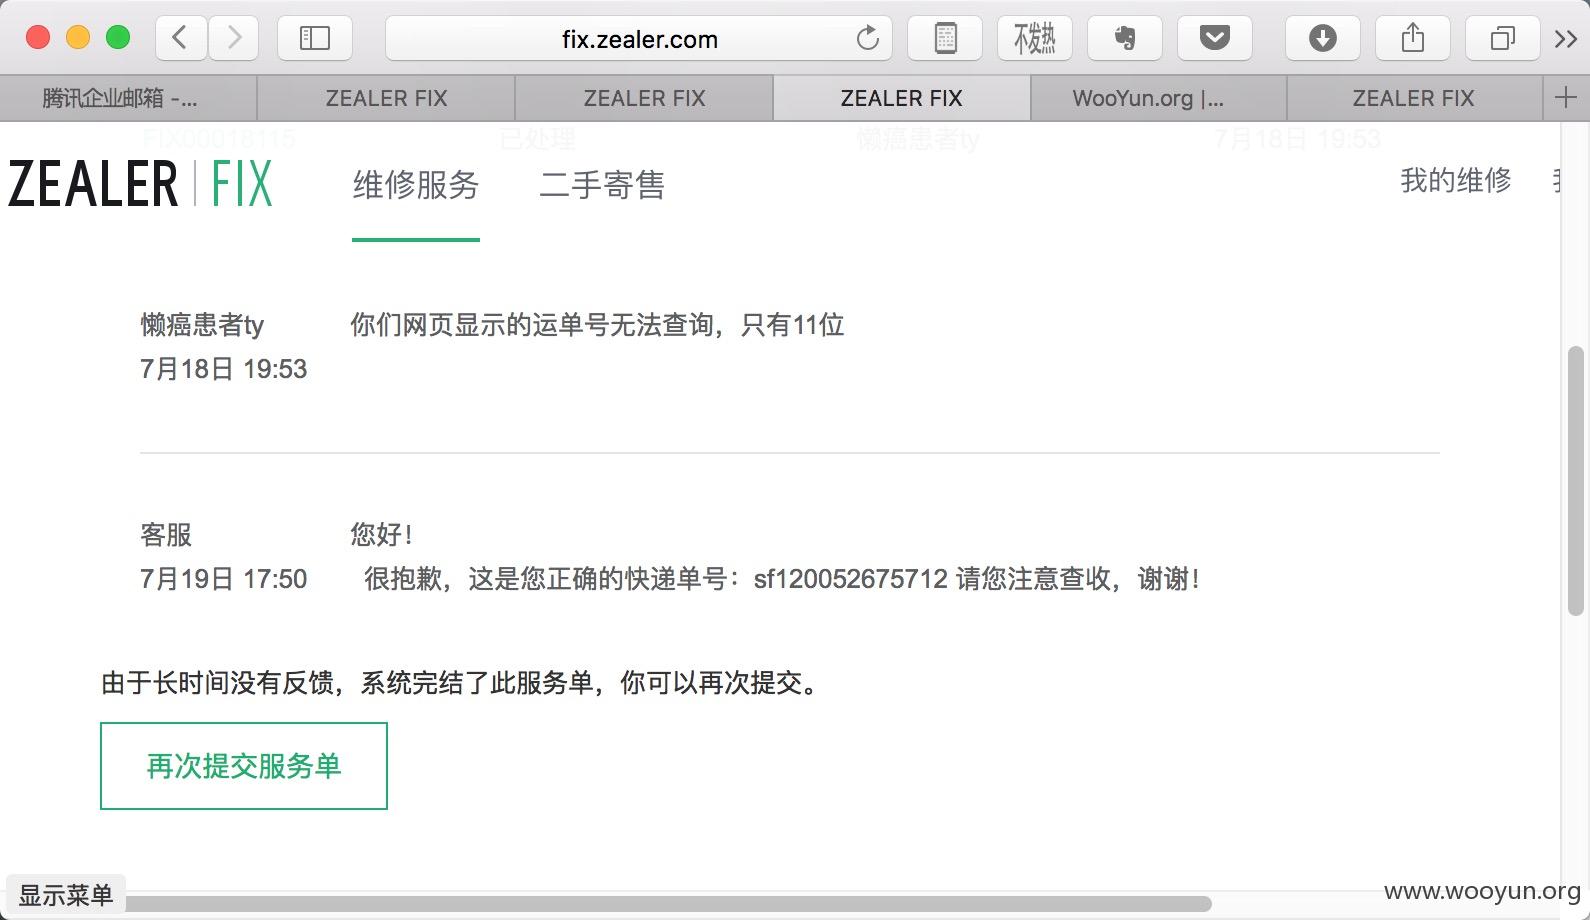 fix.zealer.com
不发热
腾讯企业邮箱 -...
ZEALER FIX
ZEALER FIX
ZEALER FIX
WooYun.org |...
ZEALER FIX
FIX00018115 已处理 懒癌患者ty 7月18日 19:53
ZEALER | FIX 维修服务 二手寄售 我的维修
懒癌患者ty 你们网页显示的运单号无法查询，只有11位
7月18日 19:53
客服 您好！
7月19日 17:50 很抱歉，这是您正确的快递单号：sf120052675712 请您注意查收，谢谢！
由于长时间没有反馈，系统完结了此服务单，你可以再次提交。
再次提交服务单
显示菜单
www.wooyun.org